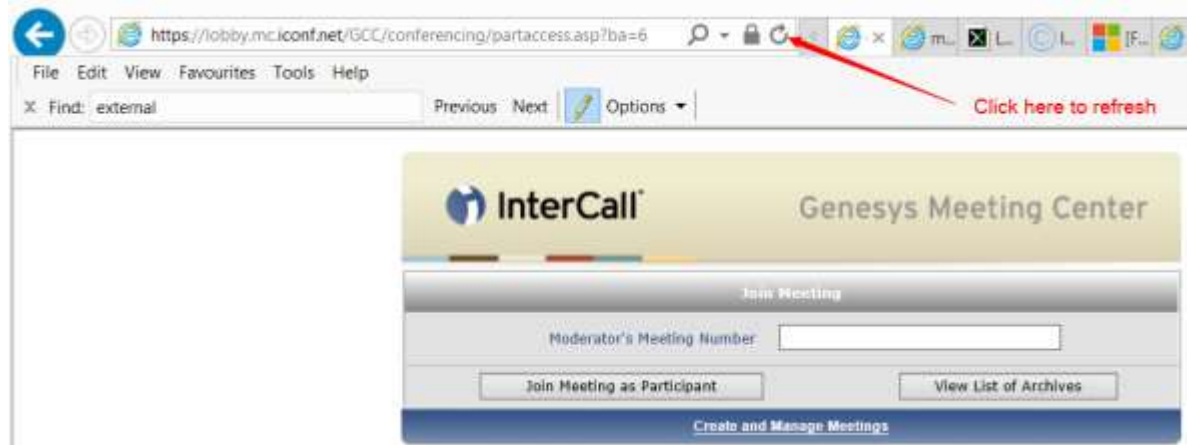 https://lobby.mc.iconf.net/GCC/conferencing/partaccess.asp?ba=6 m... L... L... [F...
File Edit View Favourites Tools Help
X Find: external Previous Next Options
Click here to refresh
InterCall Genesys Meeting Center
Join Meeting
Moderator's Meeting Number
Join Meeting as Participant View List of Archives
Create and Manage Meetings